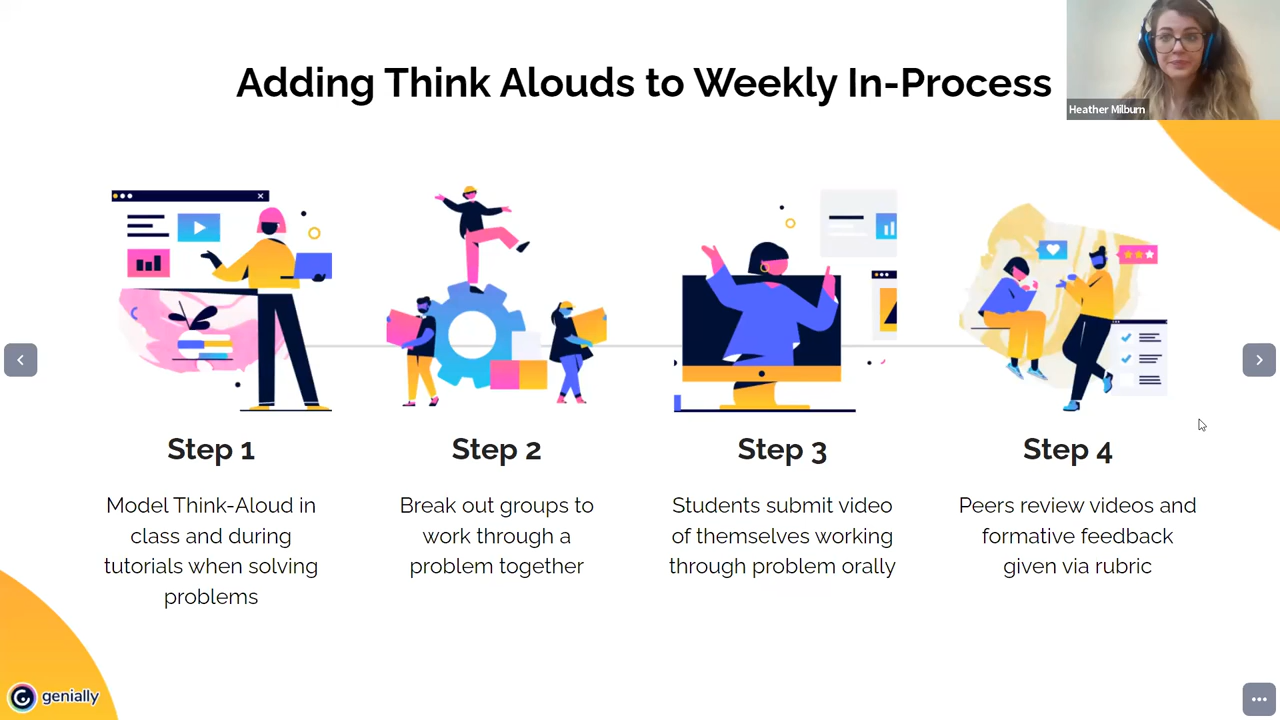 Adding Think Alouds to Weekly In-Process
Heather Milburn
Step 1
Model Think-Aloud in
class and during
tutorials when solving
problems
Step 2
Break out groups to
work through a
problem together
Step 3
Students submit video
of themselves working
through problem orally
Step 4
Peers review videos and
formative feedback
given via rubric
genially